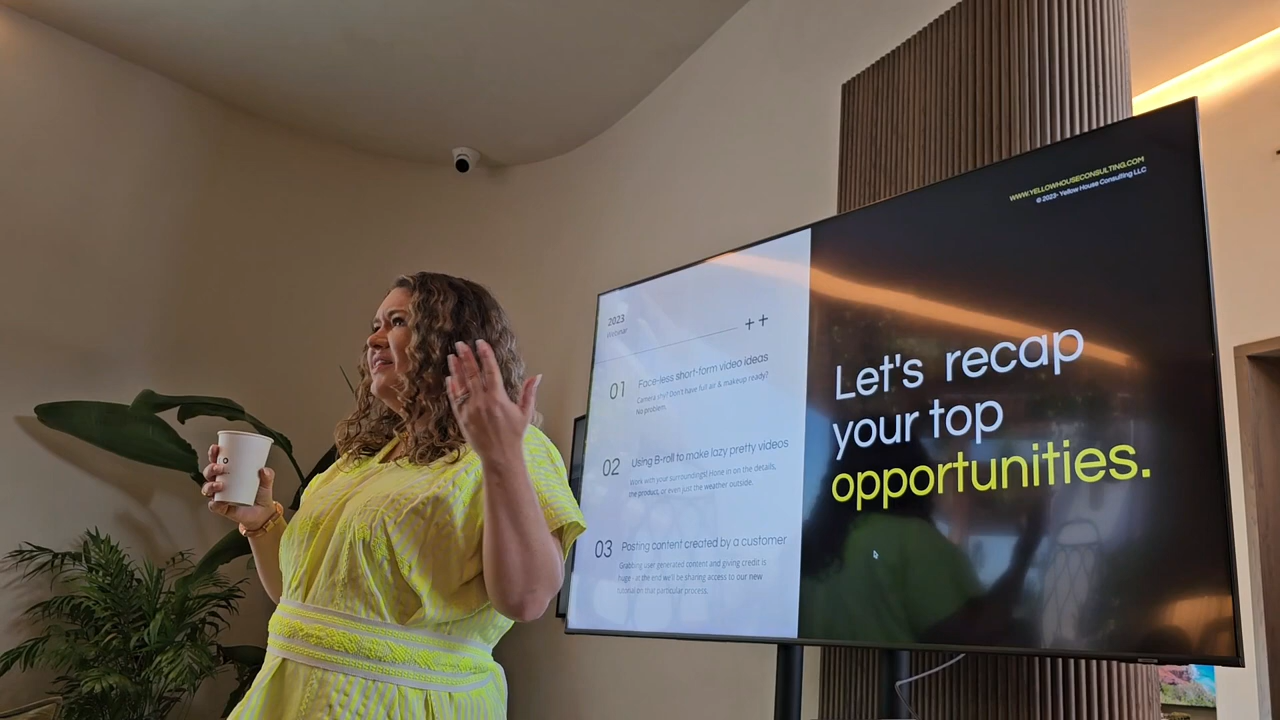 2023
Webinar
++
01
Face-less short-form video ideas
Camera shy? Don't have full air & makeup ready?
No problem.
02
Using B-roll to make lazy pretty videos
Work with your surroundings! Hone in on the details,
the product, or even just the weather outside.
03
Posting content created by a customer
Grabbing user generated content and giving credit is
huge - at the end we'll be sharing access to our new
tutorial on that particular process.
WWW.YELLOWHOUSECONSULTING.COM
© 2023- Yellow House Consulting LLC
Let's recap
your top
opportunities.